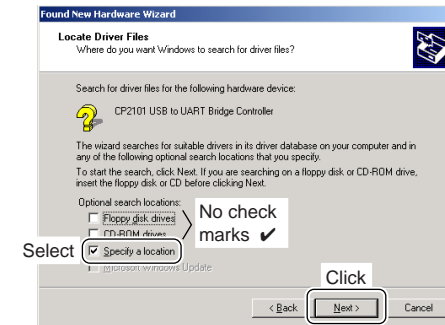 Found New Hardware Wizard
Locate Driver Files
Where do you want Windows to search for driver files?
Search for driver files for the following hardware device:
CP2101 USB to UART Bridge Controller
The wizard searches for suitable drivers in its driver database on your computer and in
any of the following optional search locations that you specify.
To start the search, click Next. If you are searching on a floppy disk or CD-ROM drive,
insert the floppy disk or CD before clicking Next.
Optional search locations:
Floppy disk drives
CD-ROM drives
No check
marks ✔
Select
Specify a location
Microsoft Windows Update
Click
< Back
Next >
Cancel